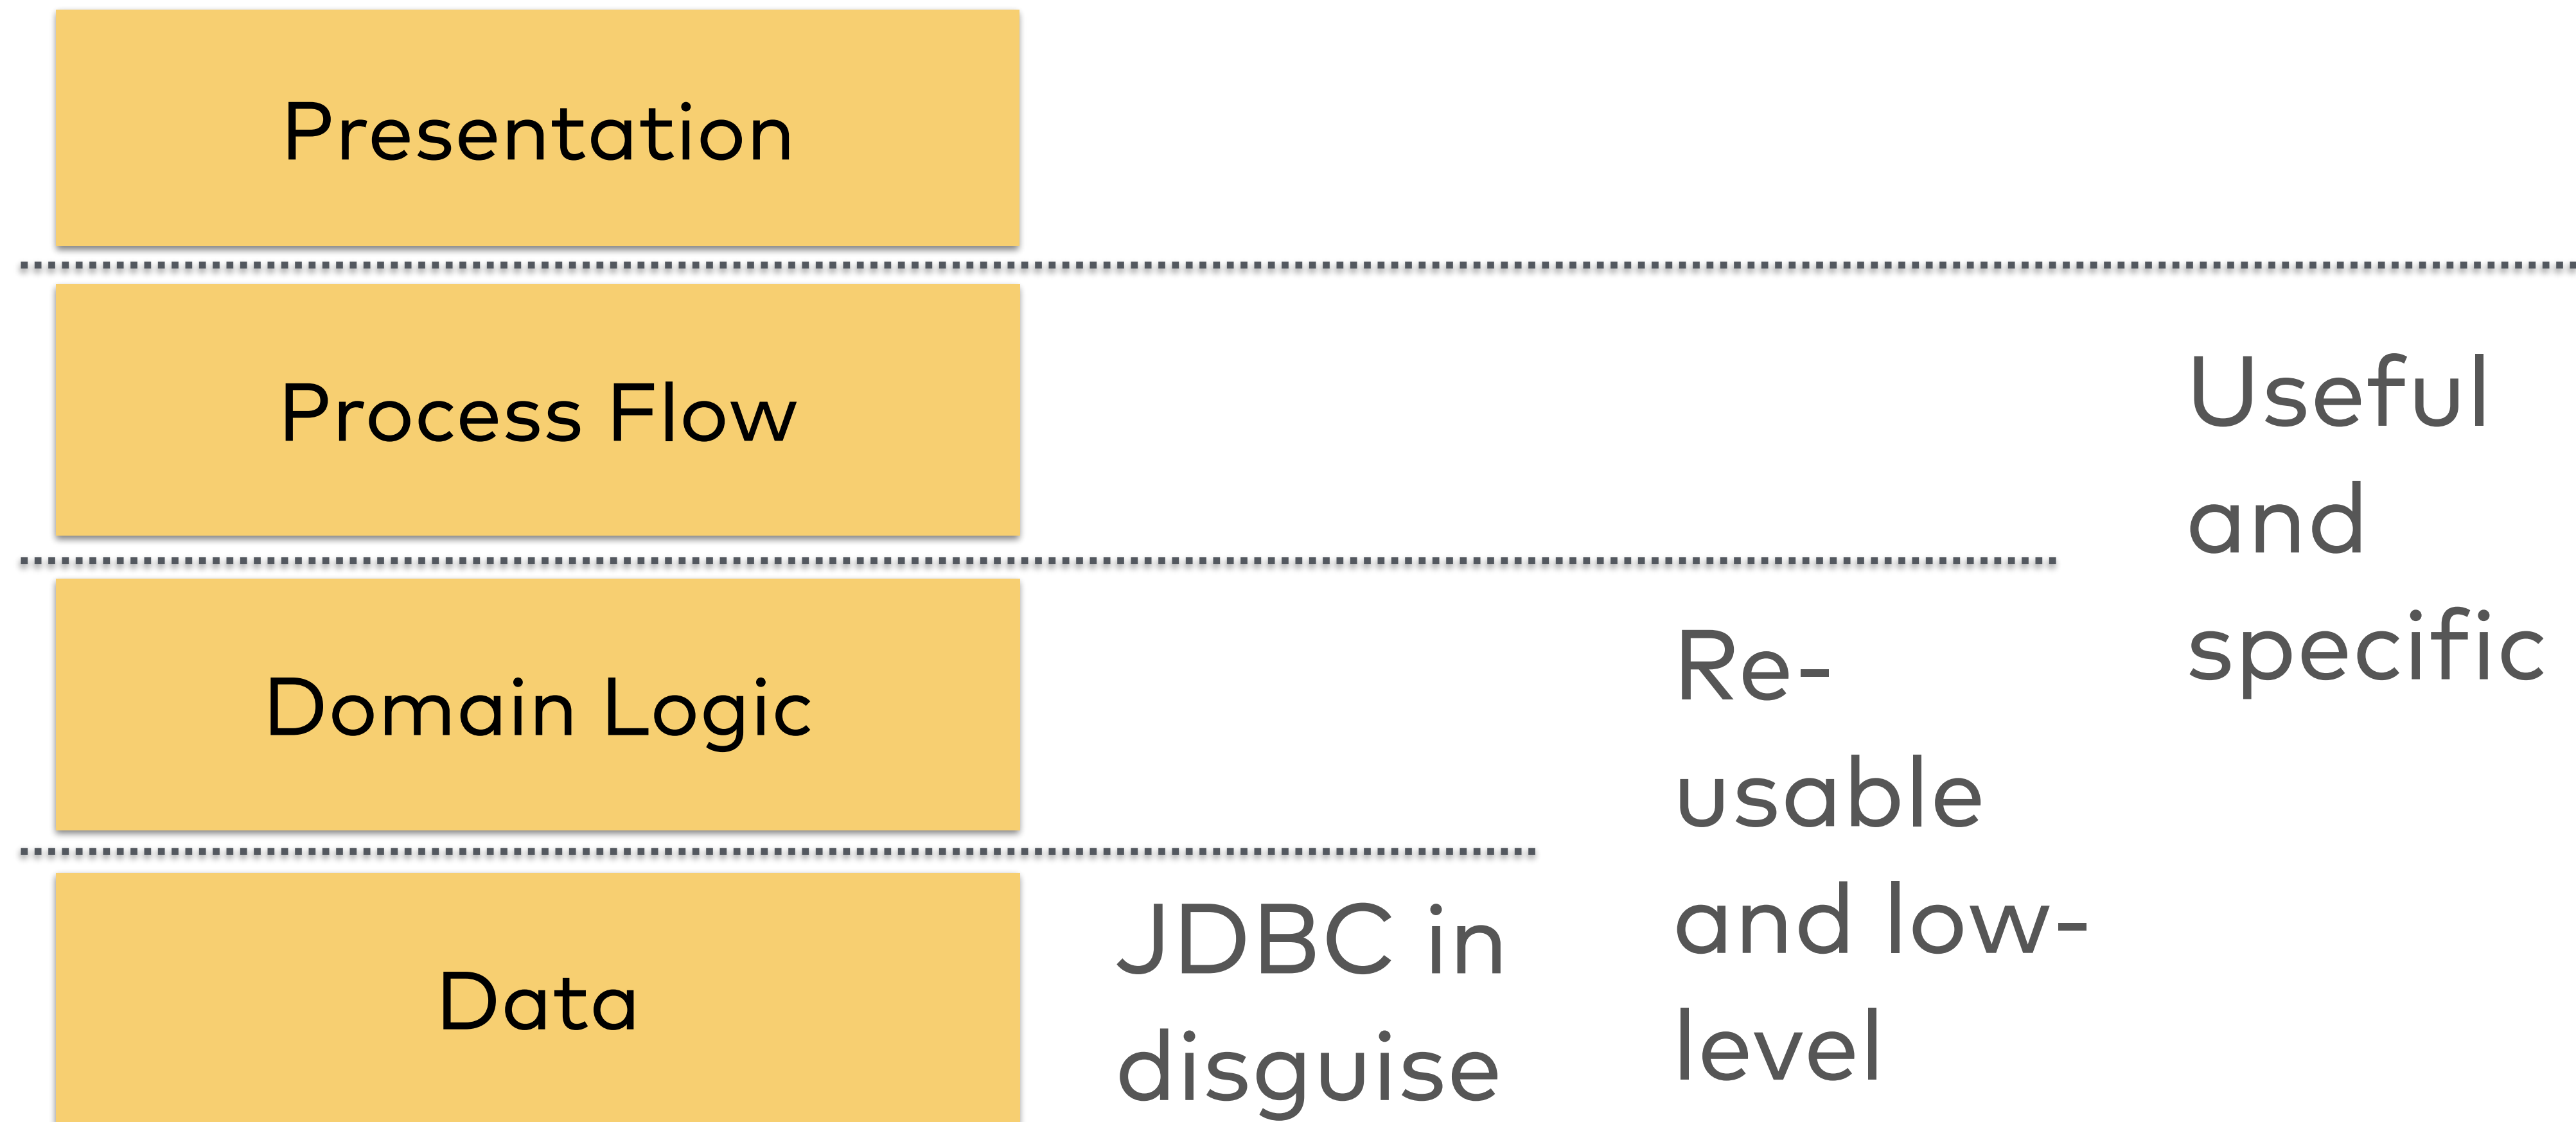 Presentation
Process Flow
Domain Logic
Data
JDBC in
disguise
Re-
usable
and low-
level
Useful
and
specific